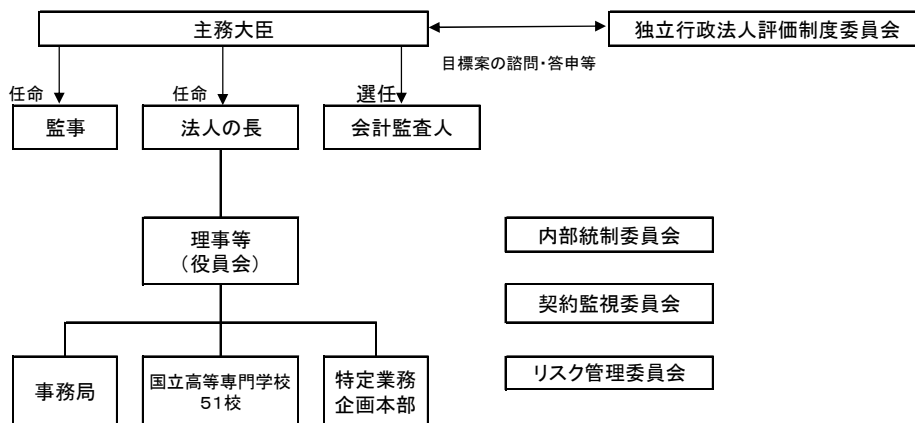 主務大臣
独立行政法人評価制度委員会
目標案の諮問・答申等
任命
任命
選任
監事
法人の長
会計監査人
理事等
（役員会）
内部統制委員会
契約監視委員会
リスク管理委員会
事務局
国立高等専門学校
５１校
特定業務
企画本部